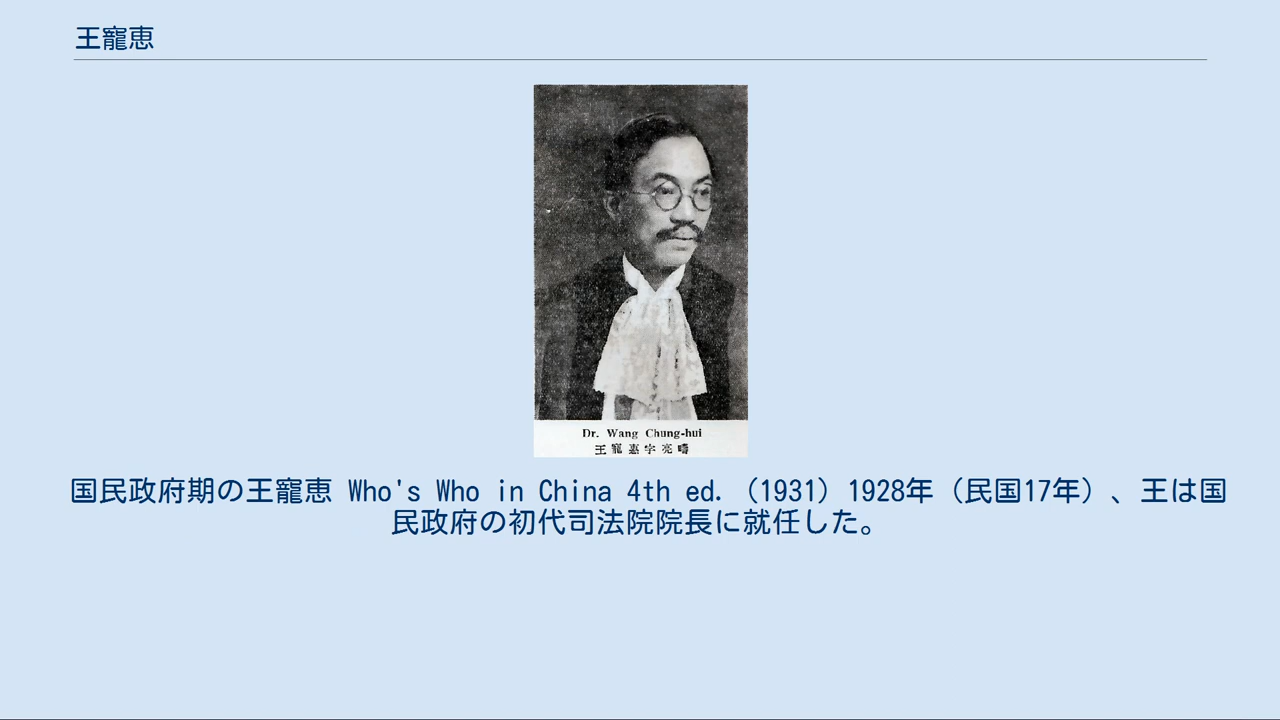 王寵恵
Dr. Wang Chung-hui
王寵惠字亮疇
国民政府期の王寵恵 Who's Who in China 4th ed. (1931) 1928年（民国17年）、王は国
民政府の初代司法院院長に就任した。